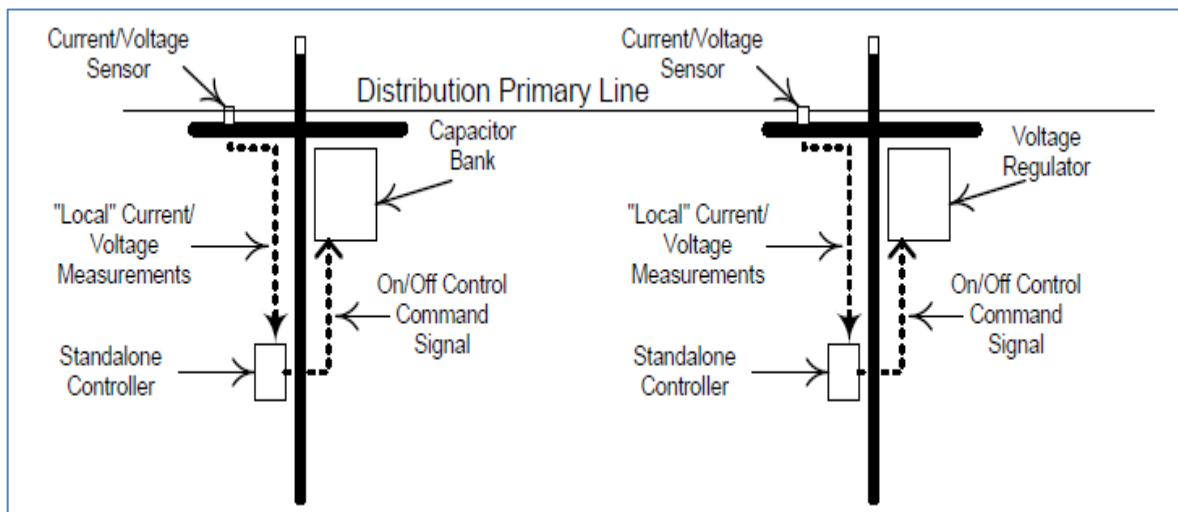 Current/Voltage
Sensor
Distribution Primary Line
Capacitor
Bank
"Local" Current/
Voltage
Measurements
On/Off Control
Command
Signal
Standalone
Controller
Current/Voltage
Sensor
Voltage
Regulator
"Local" Current/
Voltage
Measurements
On/Off Control
Command
Signal
Standalone
Controller